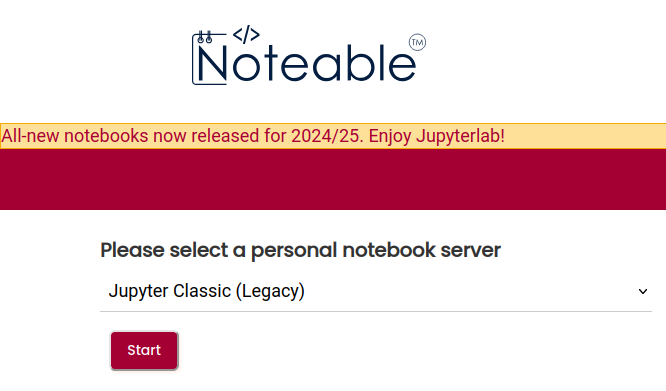 </>
Noteable TM
All-new notebooks now released for 2024/25. Enjoy Jupyterlab!
Please select a personal notebook server
Jupyter Classic (Legacy)
Start